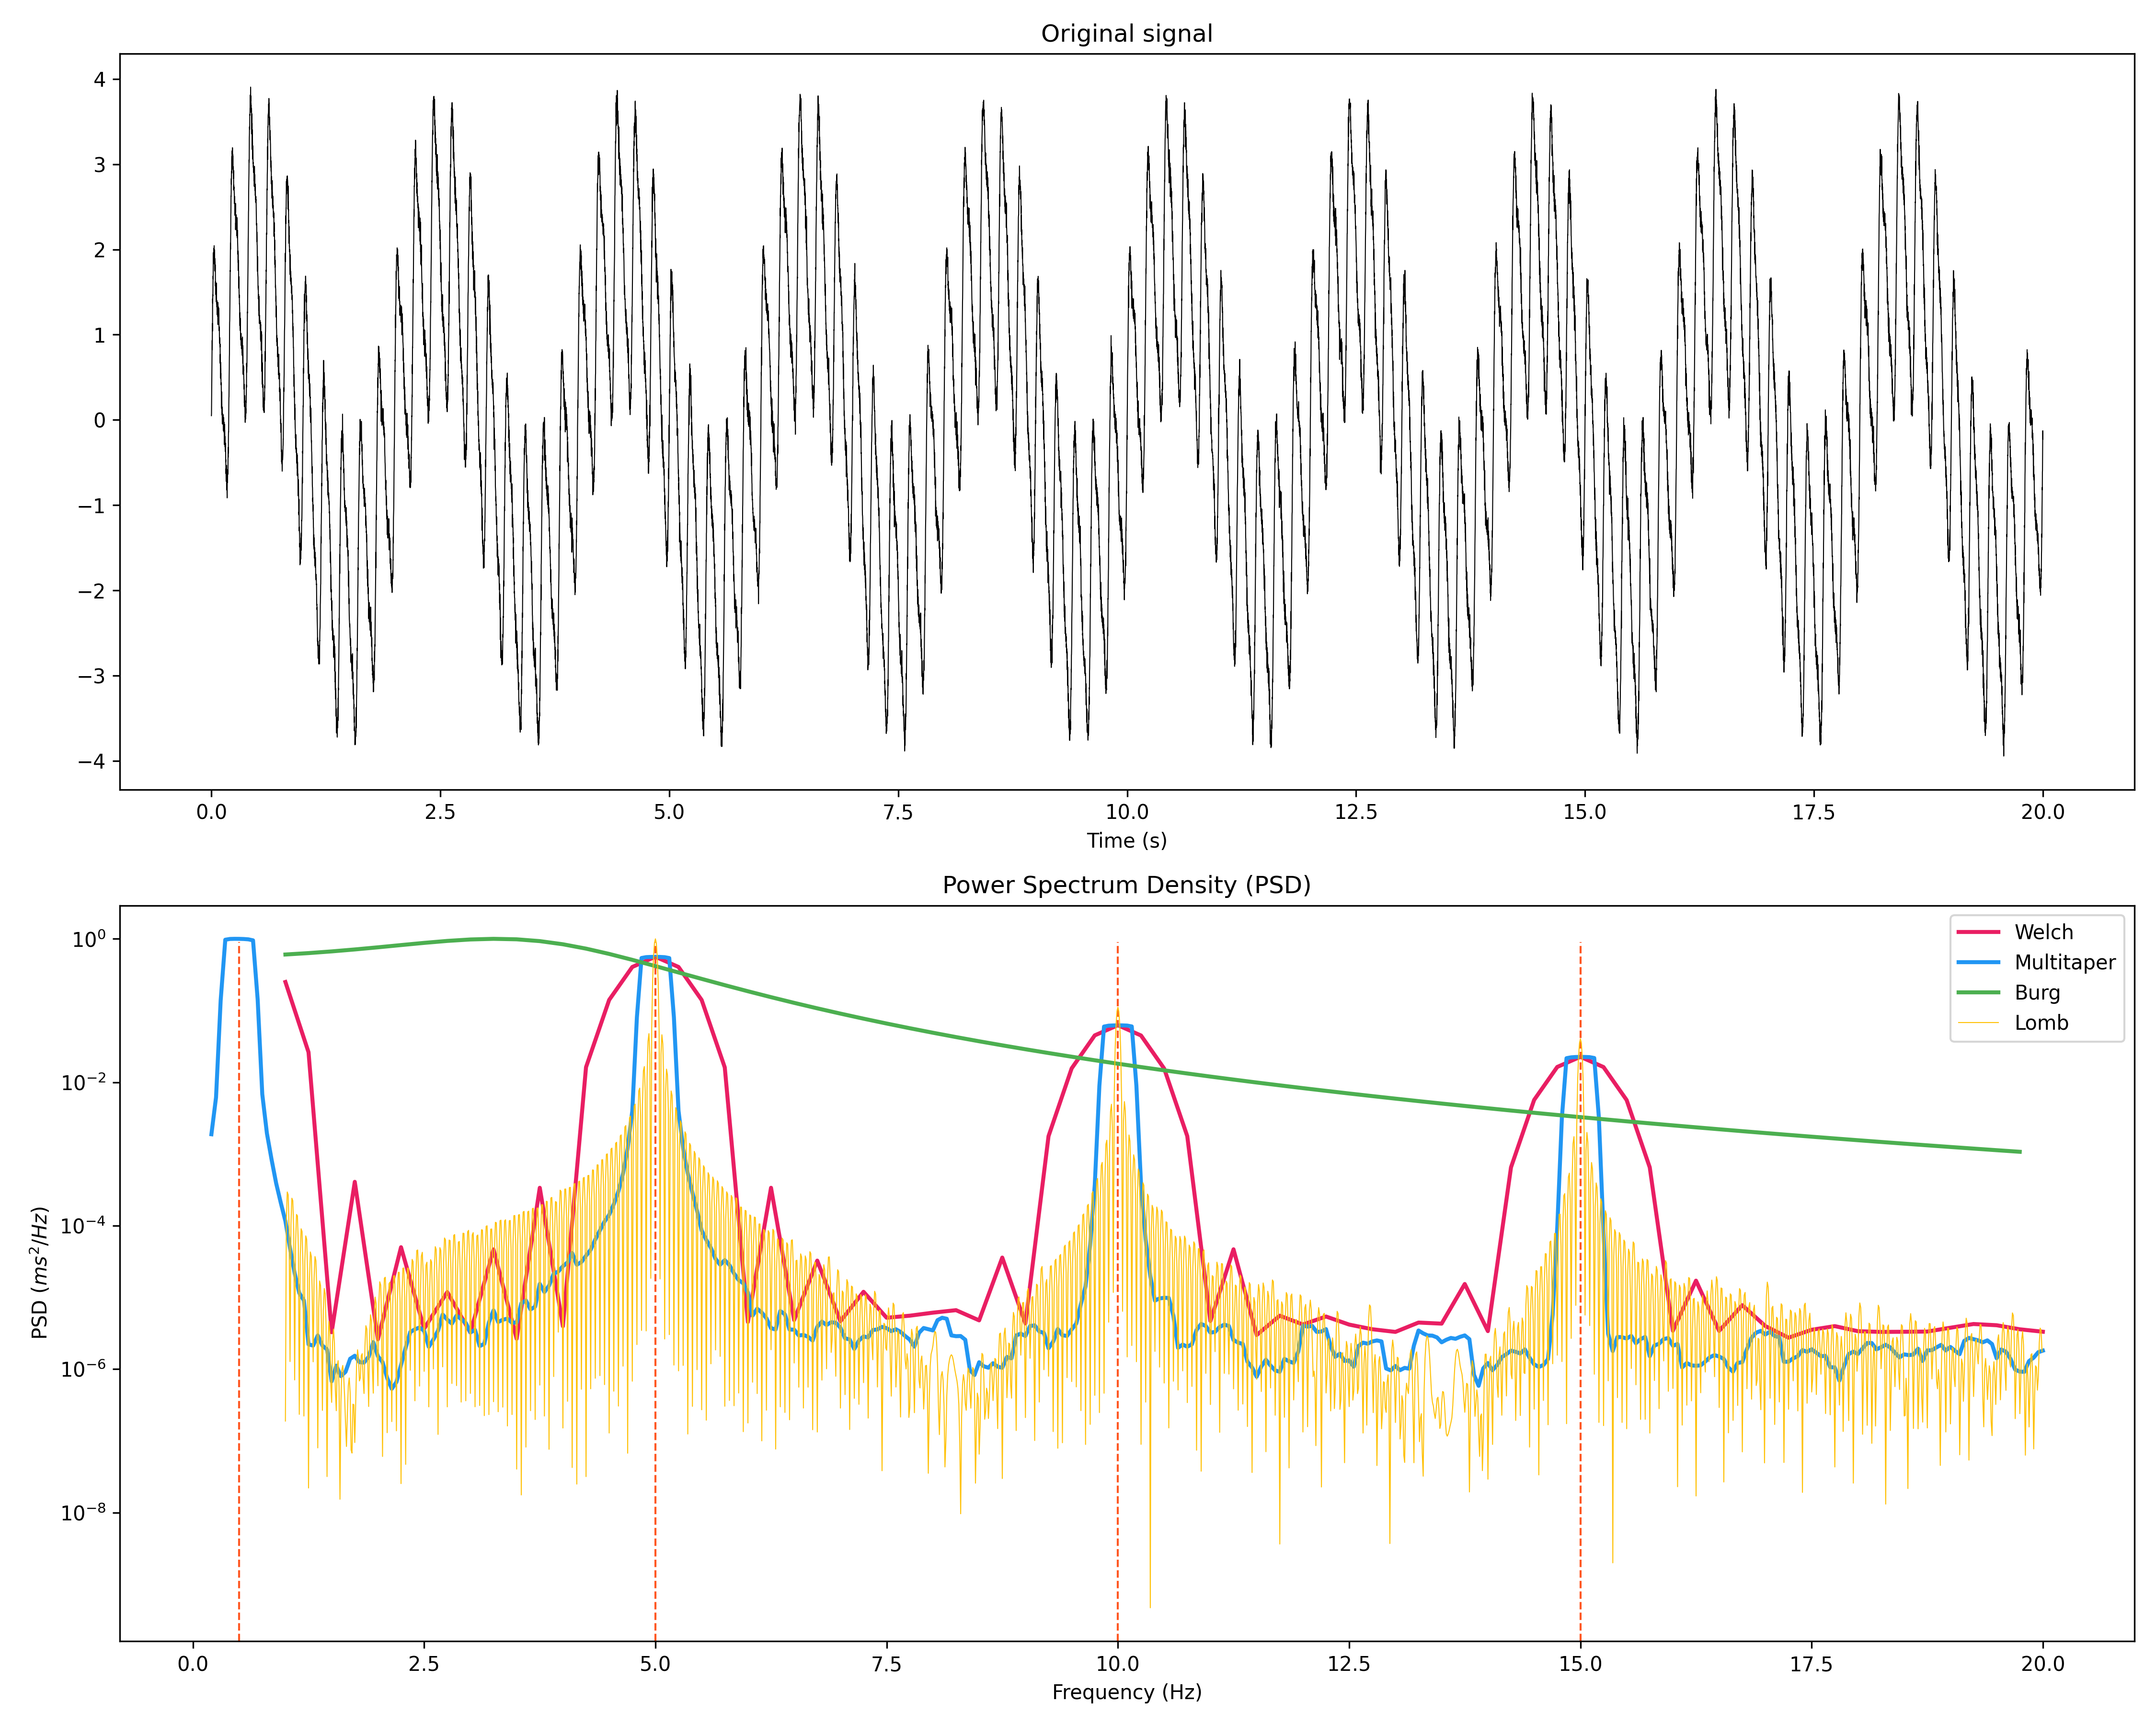 Original signal
4
3
2
1
0
−1
−2
−3
−4
0.0 2.5 5.0 7.5 10.0 12.5 15.0 17.5 20.0
Time (s)
Power Spectrum Density (PSD)
PSD (ms²/Hz)
10⁰
10⁻²
10⁻⁴
10⁻⁶
10⁻⁸
Welch
Multitaper
Burg
Lomb
0.0 2.5 5.0 7.5 10.0 12.5 15.0 17.5 20.0
Frequency (Hz)